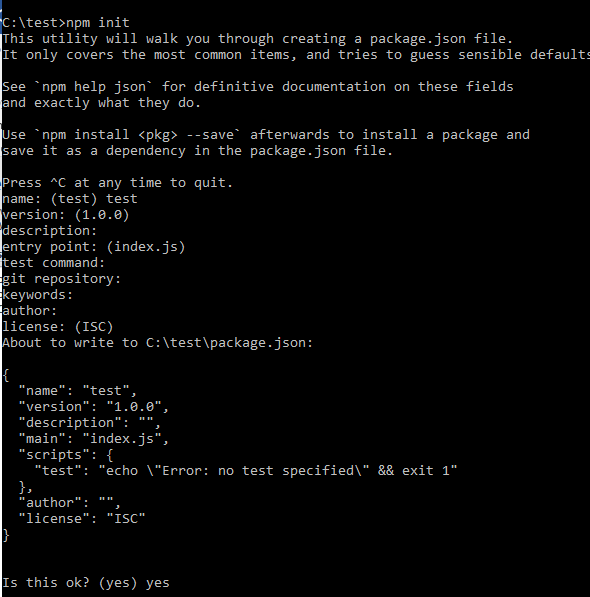 C:\test>npm init
This utility will walk you through creating a package.json file.
It only covers the most common items, and tries to guess sensible defaults
See `npm help json` for definitive documentation on these fields
and exactly what they do.
Use `npm install <pkg> --save` afterwards to install a package and
save it as a dependency in the package.json file.
Press ^C at any time to quit.
name: (test) test
version: (1.0.0)
description:
entry point: (index.js)
test command:
git repository:
keywords:
author:
license: (ISC)
About to write to C:\test\package.json:
{
  "name": "test",
  "version": "1.0.0",
  "description": "",
  "main": "index.js",
  "scripts": {
    "test": "echo \"Error: no test specified\" && exit 1"
  },
  "author": "",
  "license": "ISC"
}
Is this ok? (yes) yes